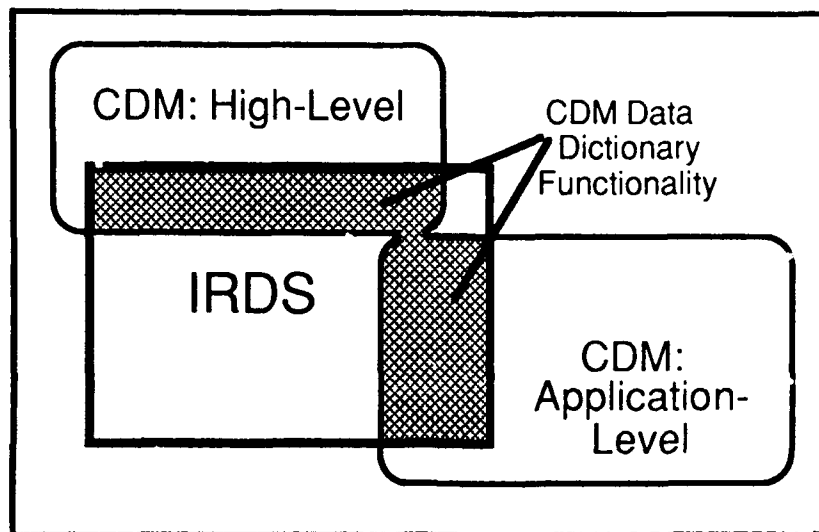 CDM: High-Level
CDM Data
Dictionary
Functionality
IRDS
CDM:
Application-
Level